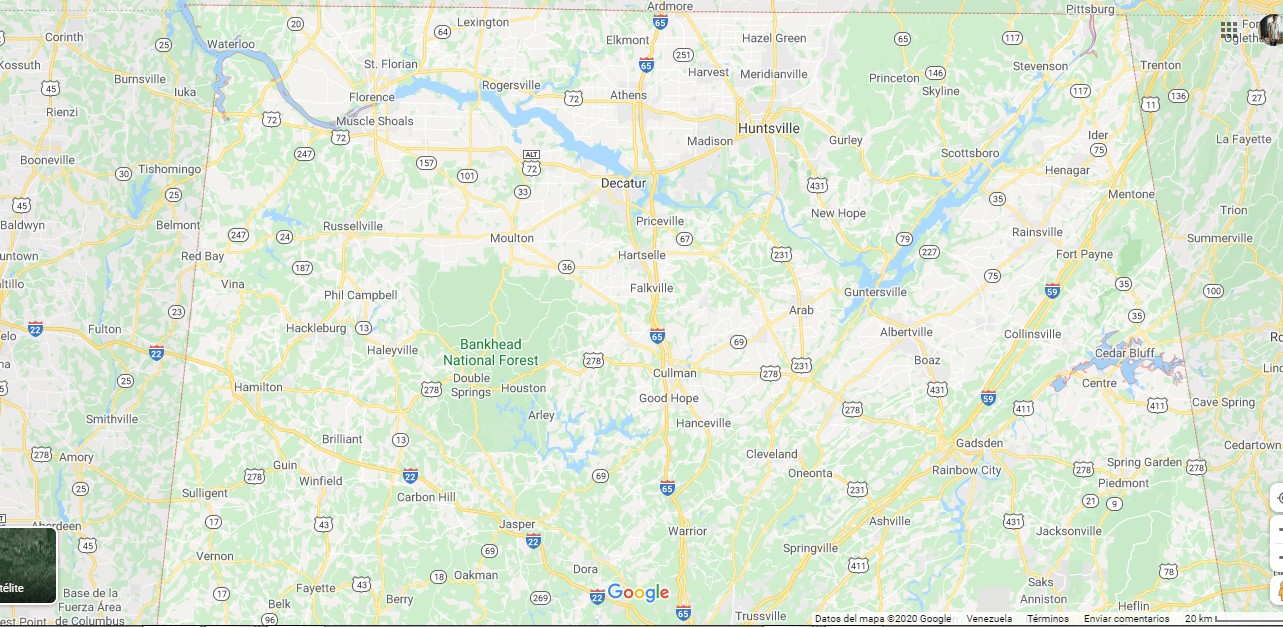 Ardmore
Pittsburg
20
Lexington
65
Corinth
Waterloo
64
Elkmont
Hazel Green
65
117
25
251
St. Florian
65
Harvest
Meridianville
Stevenson
Trenton
Burnsville
Princeton
146
Skyline
45
Iuka
Rogersville
Florence
72
Athens
117
11
136
27
Rienzi
72
Muscle Shoals
72
Huntsville
Ider
Madison
Gurley
La Fayette
247
ALT
72
75
Scottsboro
Booneville
157
30
Tishomingo
101
Henagar
Decatur
431
25
33
Mentone
45
35
Trion
Baldwyn
Belmont
Russellville
Priceville
New Hope
247
24
Moulton
67
79
Rainsville
Summerville
Red Bay
Hartselle
231
227
Fort Payne
187
36
75
Vina
Falkville
Guntersville
59
35
100
Phil Campbell
Arab
23
35
22
Fulton
Hackleburg
13
65
Albertville
Collinsville
Bankhead
National Forest
69
22
Haleyville
Cedar Bluff
278
Boaz
Cullman
278
231
25
Hamilton
278
Double
Springs
Houston
431
Centre
59
Good Hope
278
411
411
Cave Spring
Smithville
Arley
Hanceville
13
Brilliant
Gadsden
Cedartown
278
Amory
Cleveland
Guin
278
69
Oneonta
Rainbow City
278
Spring Garden
278
22
Winfield
Piedmont
25
Sulligent
Carbon Hill
65
231
21
9
17
43
Jasper
Ashville
431
Aberdeen
Warrior
Jacksonville
45
22
Springville
69
Vernon
411
78
Dora
18
Oakman
télite
43
Fayette
Saks
17
Base de la
Fuerza Área
de Columbus
269
22
Google
Berry
Anniston
Belk
Heflin
65
96
Trussville
Datos del mapa ©2020 Google
Venezuela
Términos
Enviar comentarios
20 km